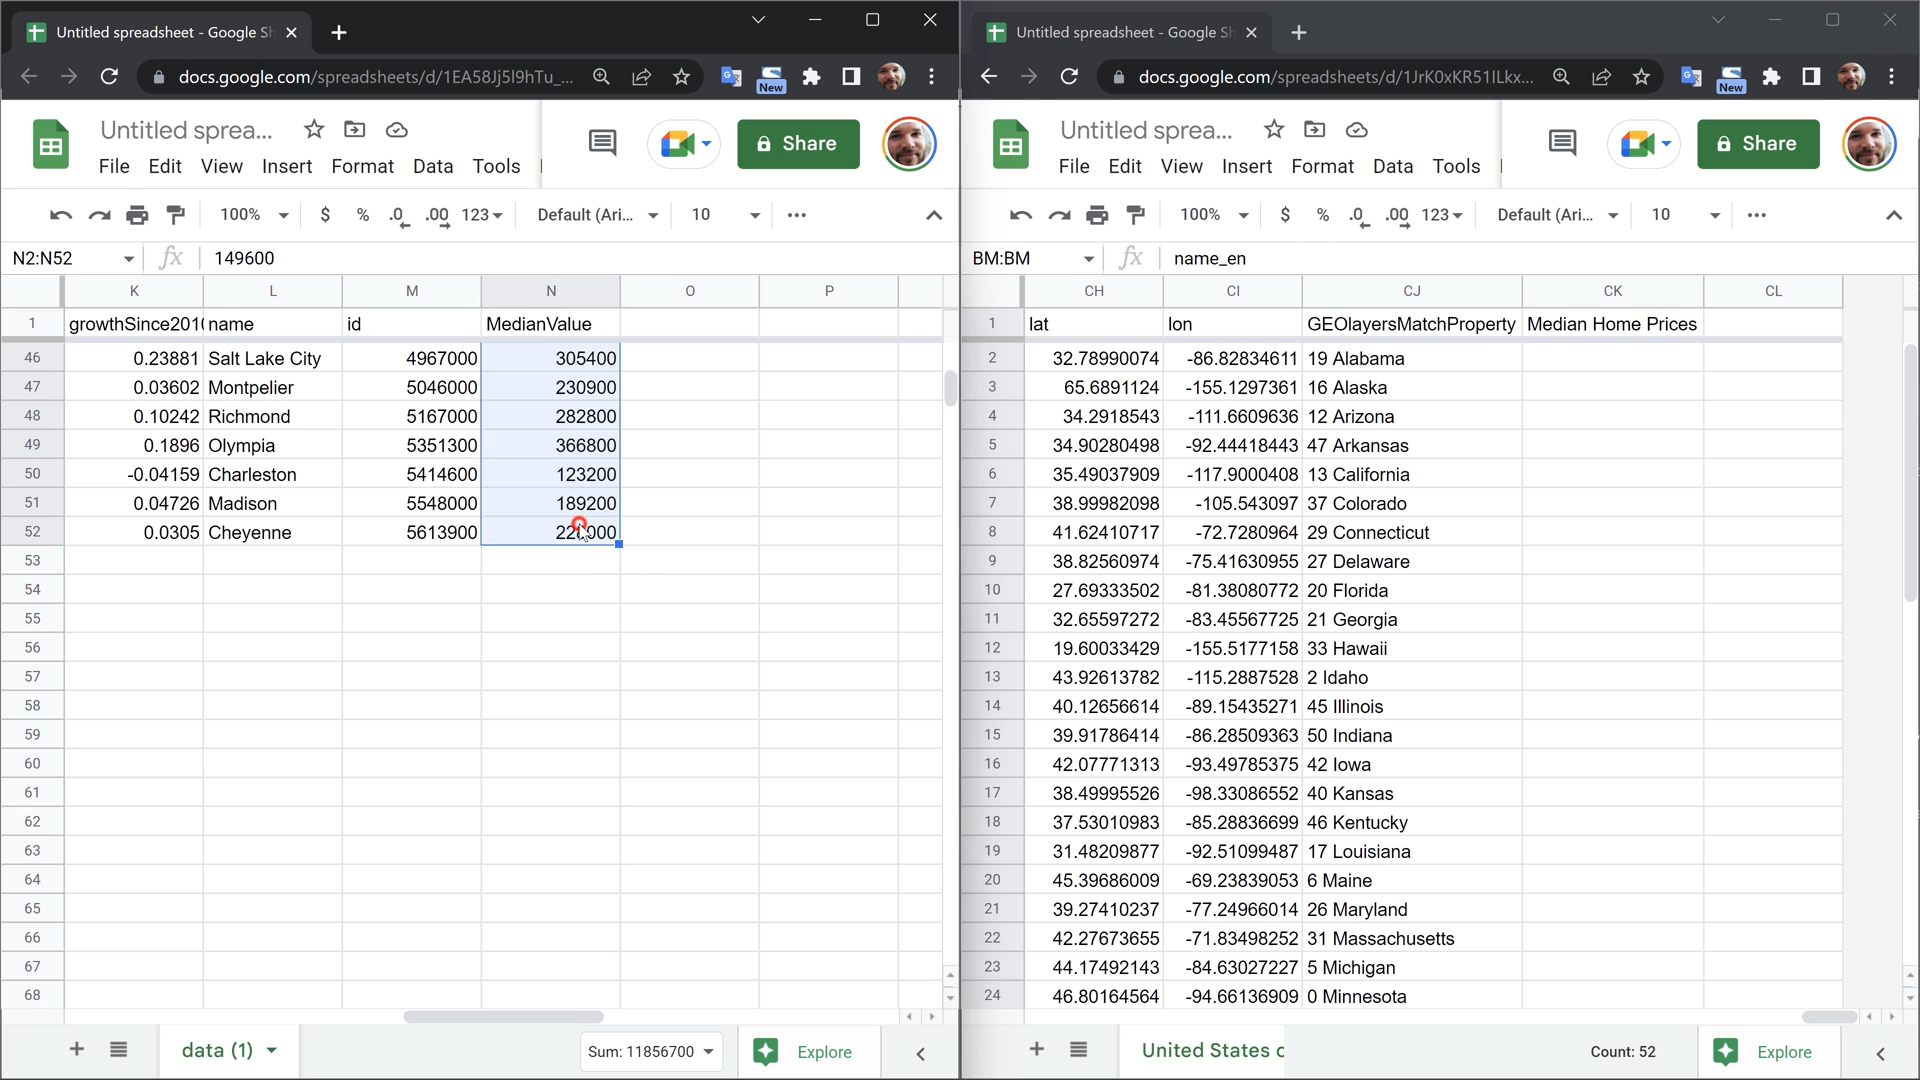 Untitled spreadsheet - Google Sh
docs.google.com/spreadsheets/d/1EA58Jj5l9hTu_...
New
Untitled sprea...
Share
File Edit View Insert Format Data Tools
100% $ % .0 .00 123 Default (Ari... 10
N2:N52 fx 149600
K L M N O P
1 growthSince2010 name id MedianValue
46 0.23881 Salt Lake City 4967000 305400
47 0.03602 Montpelier 5046000 230900
48 0.10242 Richmond 5167000 282800
49 0.1896 Olympia 5351300 366800
50 -0.04159 Charleston 5414600 123200
51 0.04726 Madison 5548000 189200
52 0.0305 Cheyenne 5613900
53
54
55
56
57
58
59
60
61
62
63
64
65
66
67
68
data (1) Sum: 11856700 Explore
Untitled spreadsheet - Google Sh
docs.google.com/spreadsheets/d/1JrK0xKR51ILkx...
New
Untitled sprea...
Share
File Edit View Insert Format Data Tools
100% $ % .0 .00 123 Default (Ari... 10
BM:BM fx name_en
CH CI CJ CK CL
1 lat lon GEOlayersMatchProperty Median Home Prices
2 32.78990074 -86.82834611 19 Alabama
3 65.6891124 -155.1297361 16 Alaska
4 34.2918543 -111.6609636 12 Arizona
5 34.90280498 -92.44418443 47 Arkansas
6 35.49037909 -117.9000408 13 California
7 38.99982098 -105.543097 37 Colorado
8 41.62410717 -72.7280964 29 Connecticut
9 38.82560974 -75.41630955 27 Delaware
10 27.69333502 -81.38080772 20 Florida
11 32.65597272 -83.45567725 21 Georgia
12 19.60033429 -155.5177158 33 Hawaii
13 43.92613782 -115.2887528 2 Idaho
14 40.12656614 -89.15435271 45 Illinois
15 39.91786414 -86.28509363 50 Indiana
16 42.07771313 -93.49785375 42 Iowa
17 38.49995526 -98.33086552 40 Kansas
18 37.53010983 -85.28836699 46 Kentucky
19 31.48209877 -92.51099487 17 Louisiana
20 45.39686009 -69.23839053 6 Maine
21 39.27410237 -77.24966014 26 Maryland
22 42.27673655 -71.83498252 31 Massachusetts
23 44.17492143 -84.63027227 5 Michigan
24 46.80164564 -94.66136909 0 Minnesota
United States o Count: 52 Explore